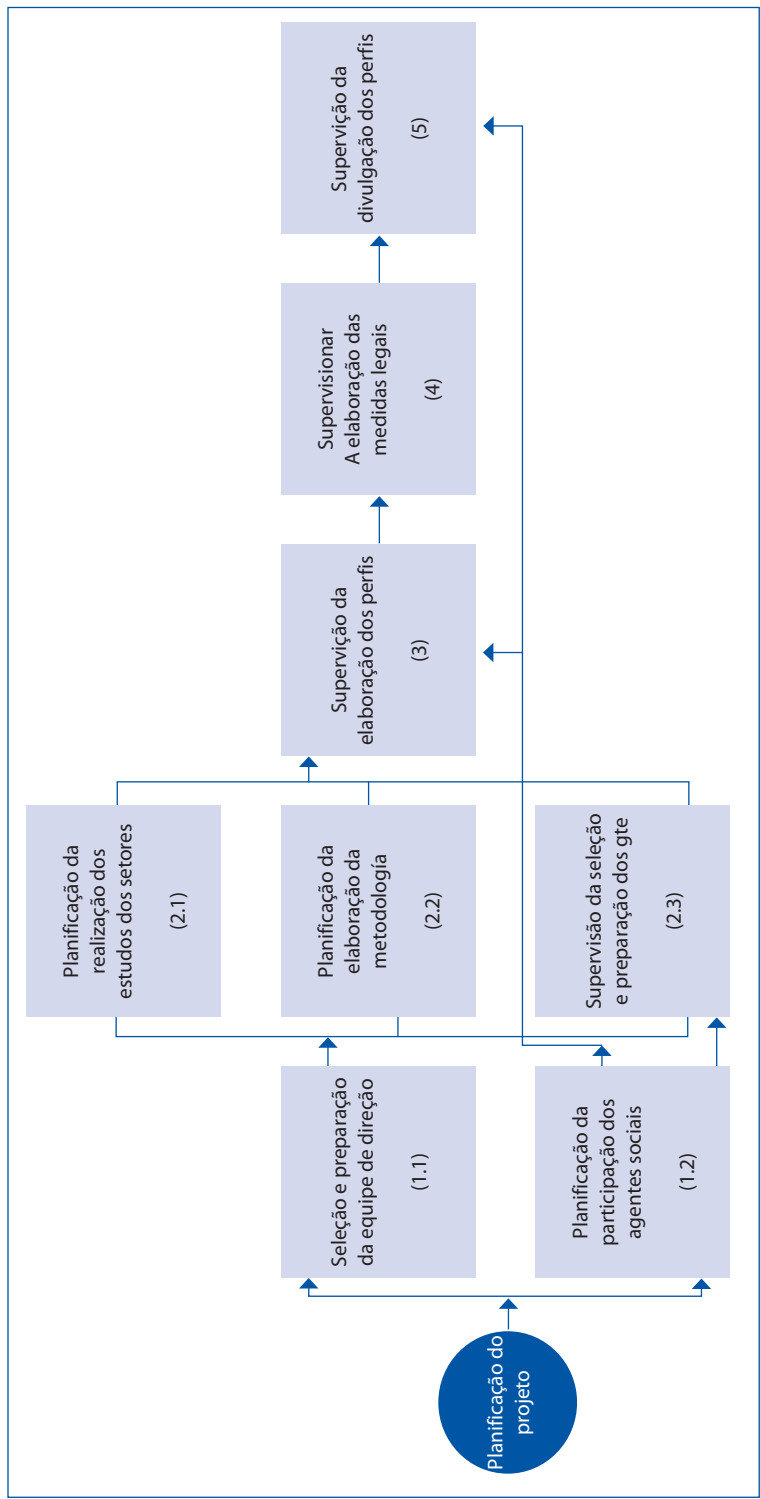 Planificação do
projeto
Seleção e preparação
da equipe de direção
(1.1)
Planificação da
participação dos
agentes sociais
(1.2)
Planificação da
realização dos
estudos dos setores
(2.1)
Planificação da
elaboração da
metodologia
(2.2)
Supervisão da seleção
e preparação dos gte
(2.3)
Supervição da
elaboração dos perfis
(3)
Supervisionar
A elaboração das
medidas legais
(4)
Supervição da
divulgação dos perfis
(5)